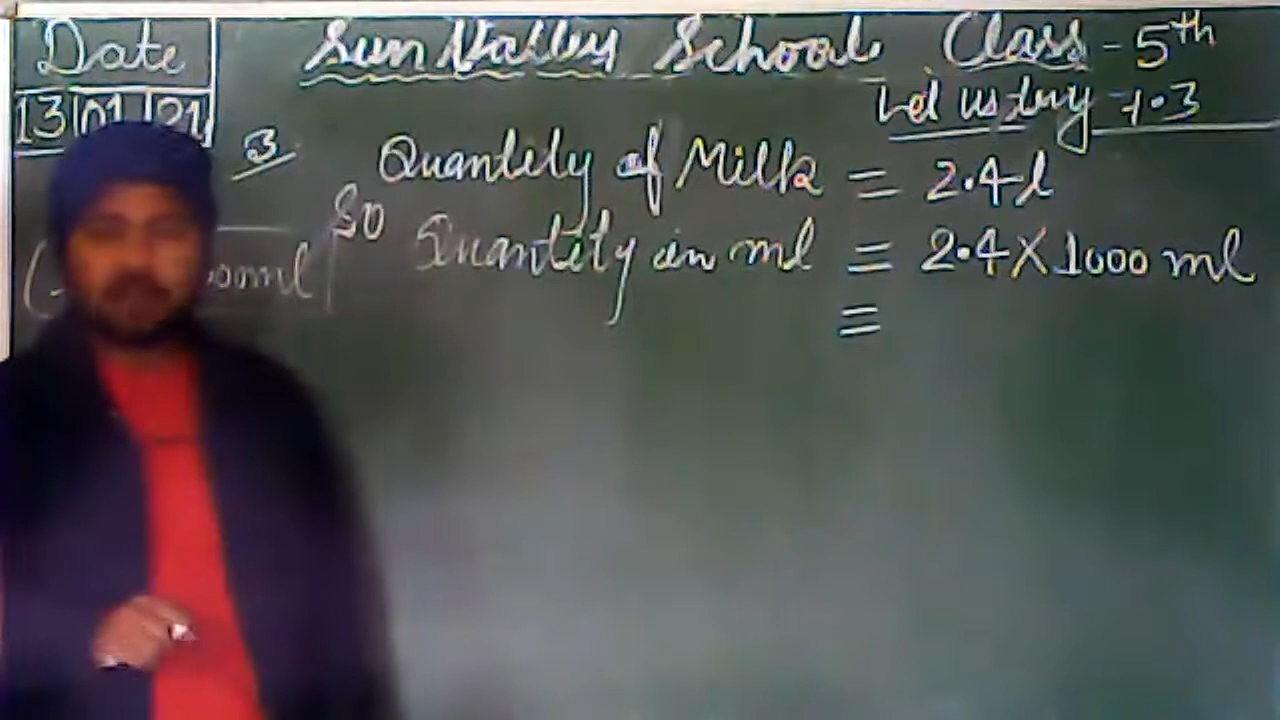 Date
13|01|21
Sun Valley School Class - 5th
Let us try - 7.3
3 Quantity of Milk = 2.4 l
So Quantity in ml = 2.4 X 1000 ml
=